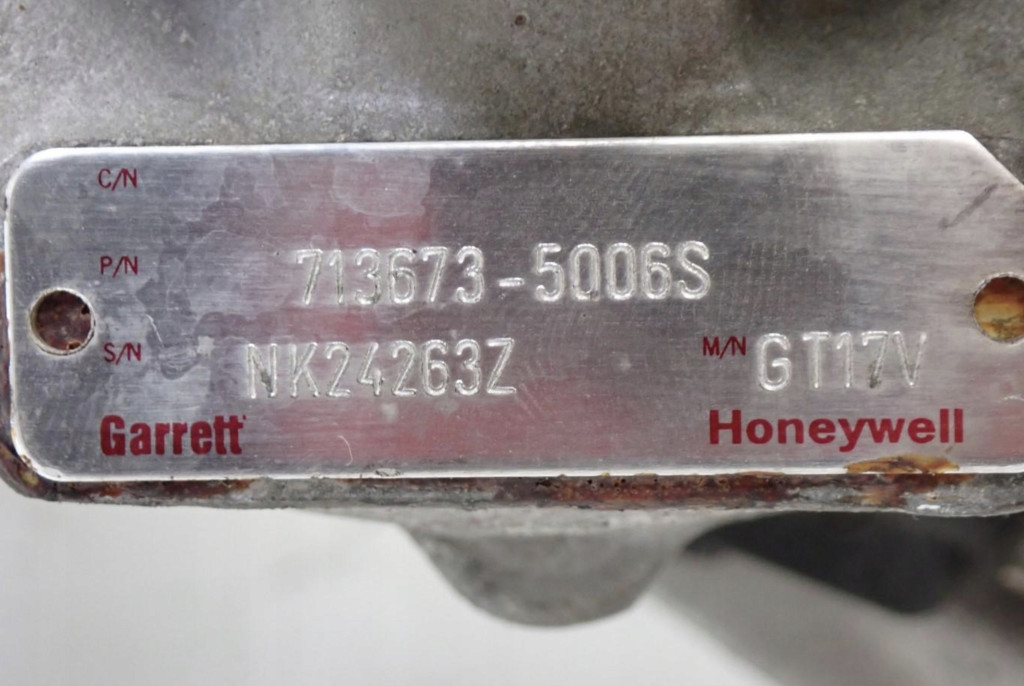 C/N
P/N 713673-5006S
S/N NK24263Z M/N GT17V
Garrett Honeywell